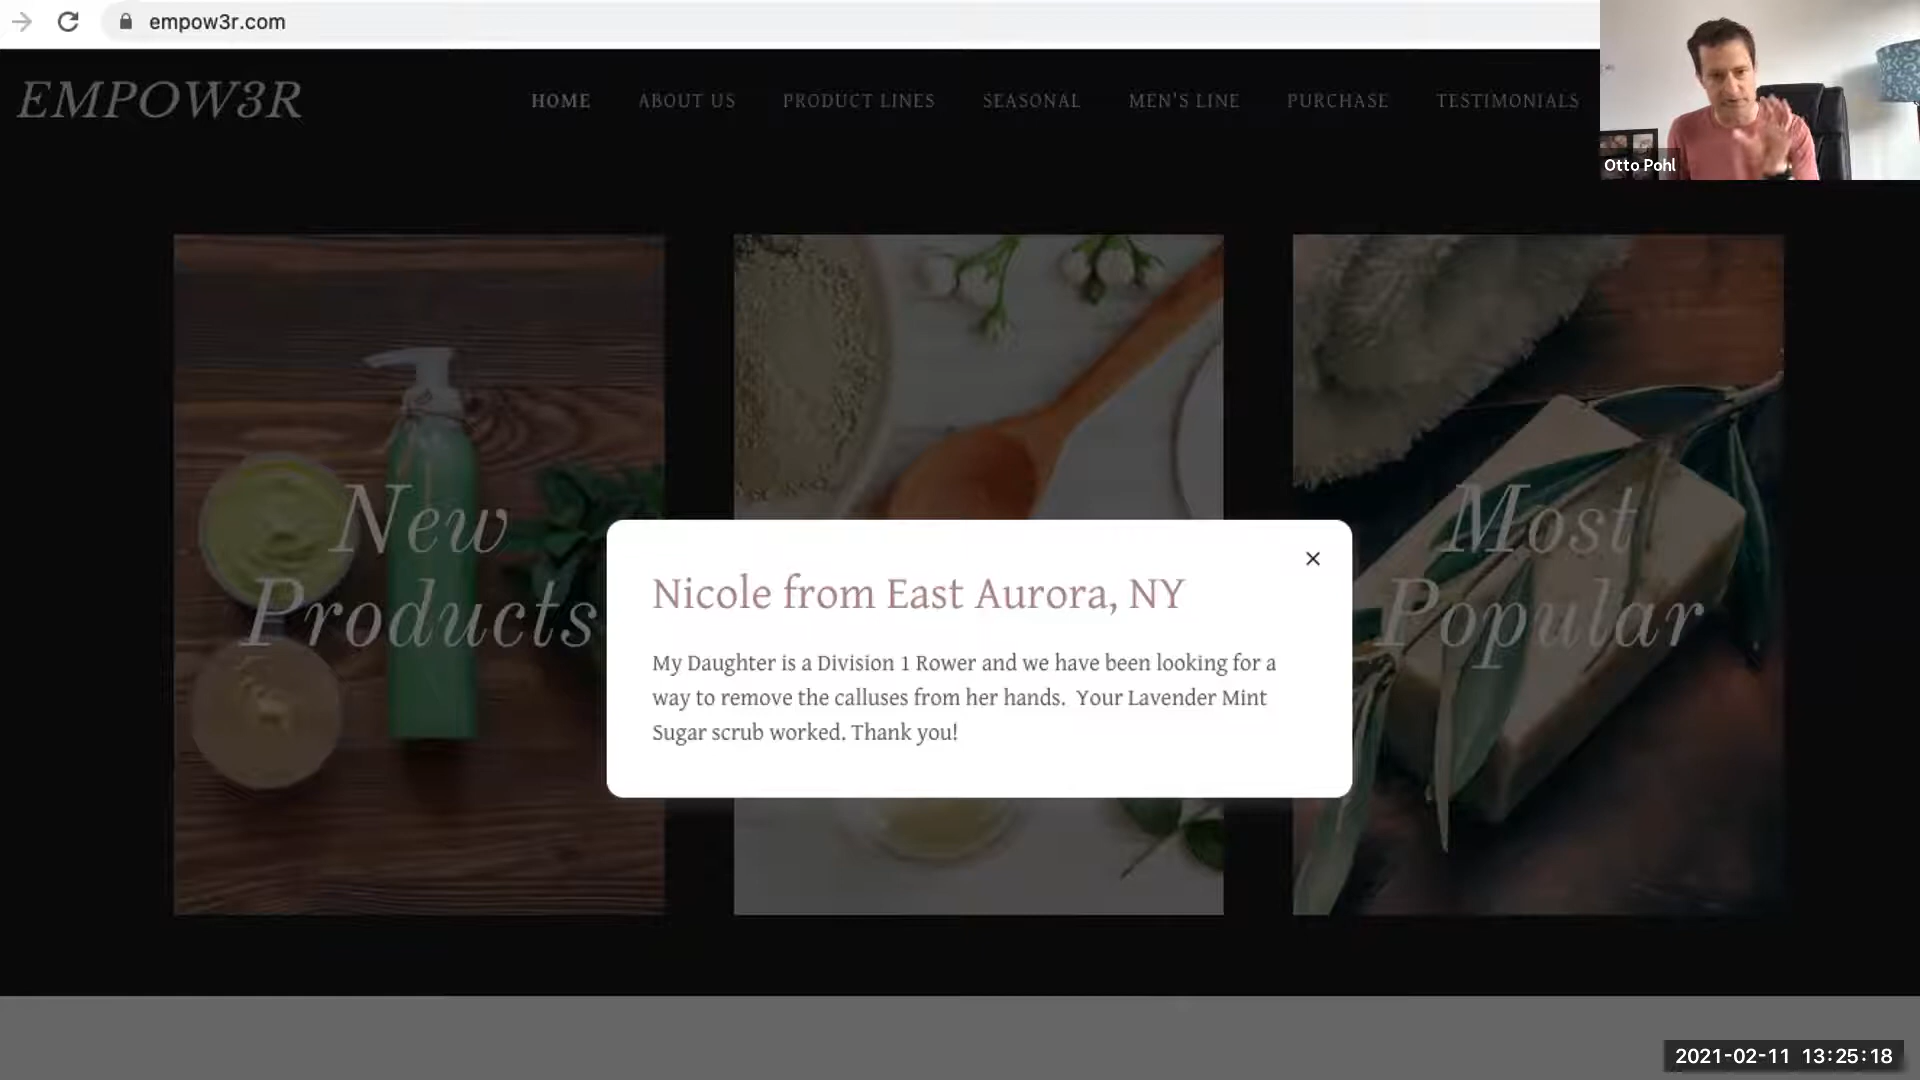 empow3r.com
EMPOW3R
HOME ABOUT US PRODUCT LINES SEASONAL MEN'S LINE PURCHASE TESTIMONIALS
Otto Pohl
New
Products
Most
Popular
Nicole from East Aurora, NY
My Daughter is a Division 1 Rower and we have been looking for a
way to remove the calluses from her hands. Your Lavender Mint
Sugar scrub worked. Thank you!
2021-02-11 13:25:18